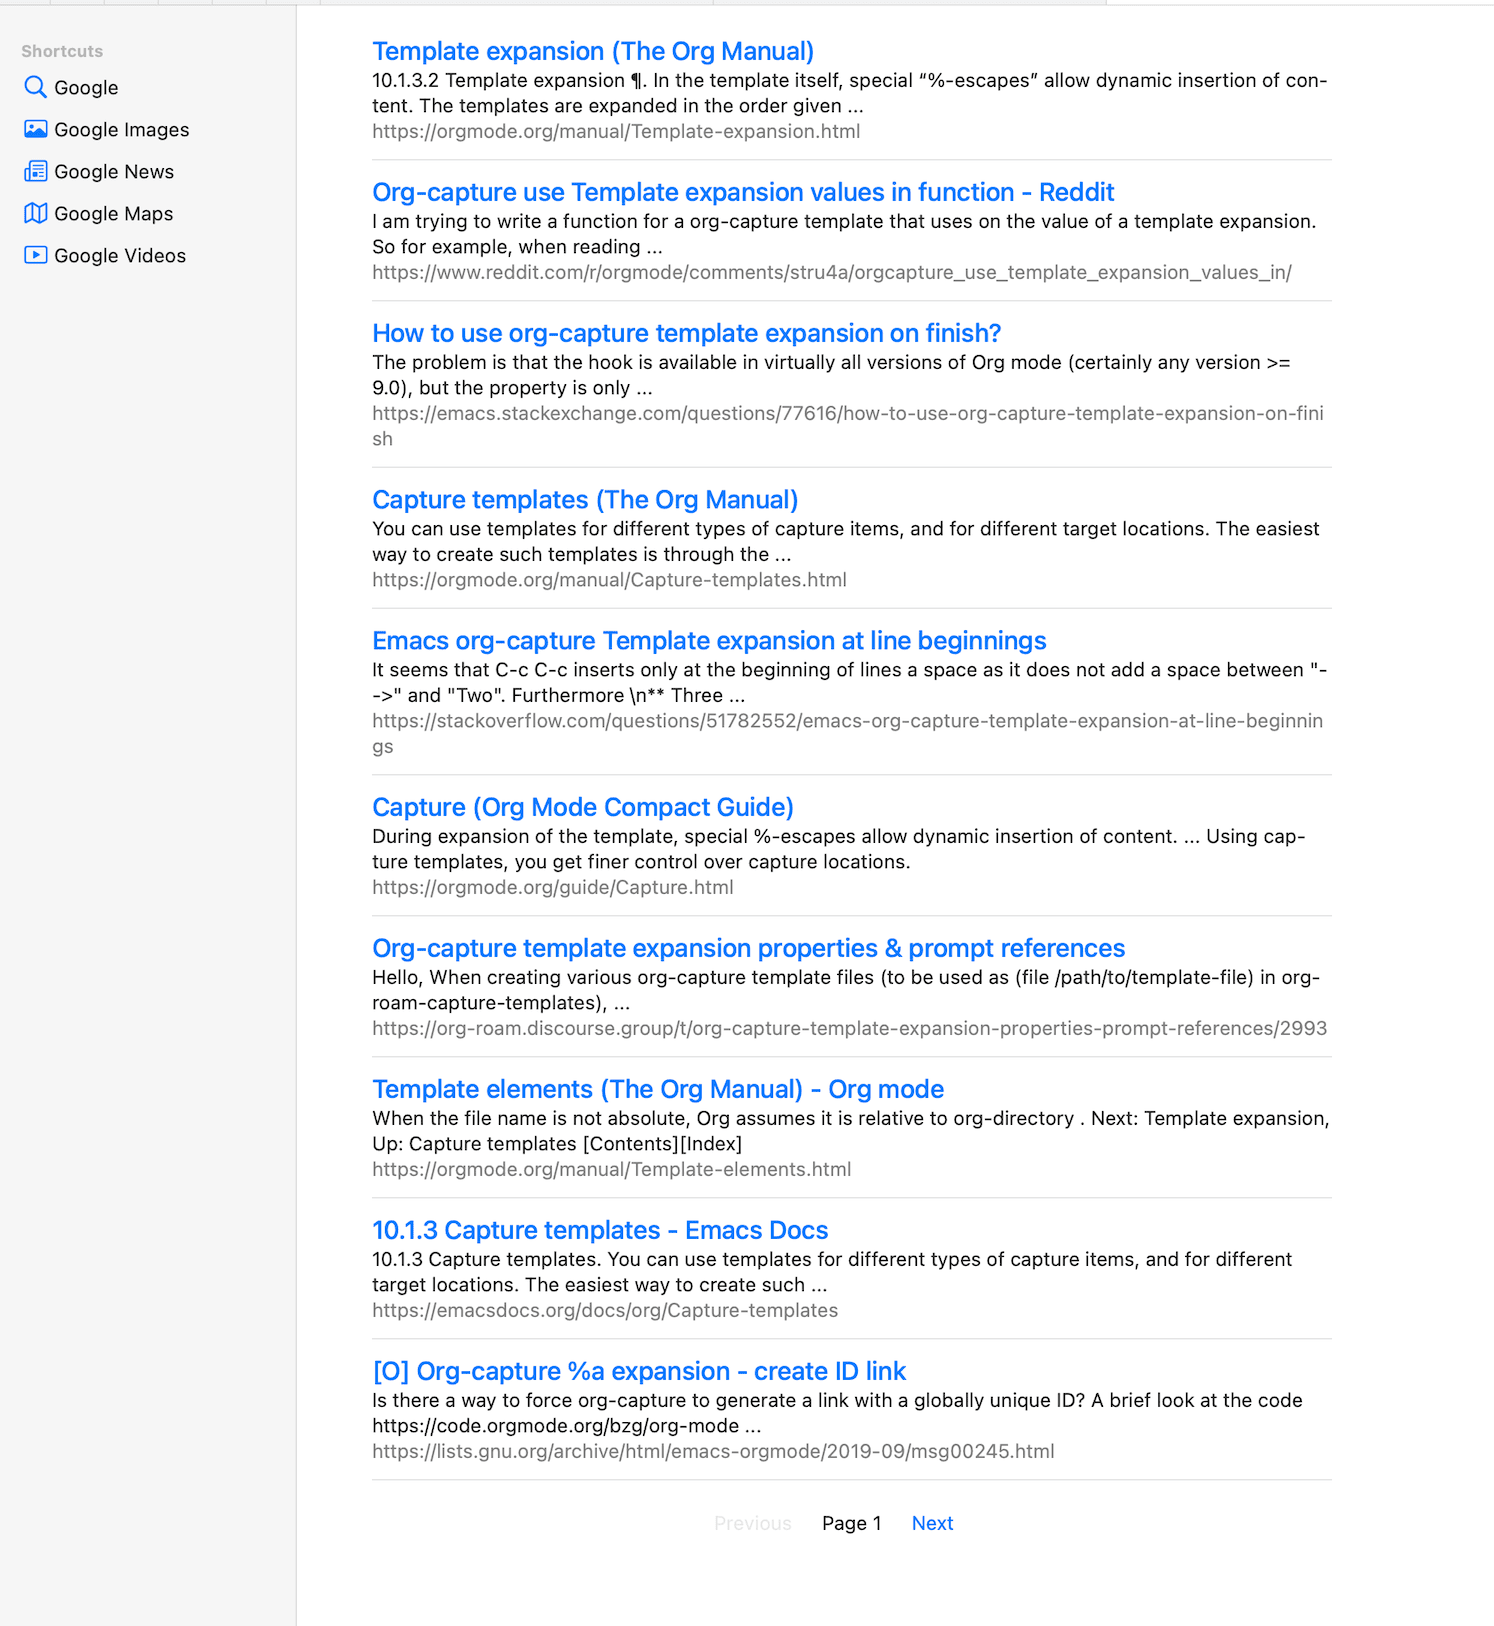 Shortcuts
Google
Google Images
Google News
Google Maps
Google Videos
Template expansion (The Org Manual)
10.1.3.2 Template expansion ¶. In the template itself, special “%-escapes” allow dynamic insertion of con-
tent. The templates are expanded in the order given ...
https://orgmode.org/manual/Template-expansion.html
Org-capture use Template expansion values in function - Reddit
I am trying to write a function for a org-capture template that uses on the value of a template expansion.
So for example, when reading ...
https://www.reddit.com/r/orgmode/comments/stru4a/orgcapture_use_template_expansion_values_in/
How to use org-capture template expansion on finish?
The problem is that the hook is available in virtually all versions of Org mode (certainly any version >=
9.0), but the property is only ...
https://emacs.stackexchange.com/questions/77616/how-to-use-org-capture-template-expansion-on-fini
sh
Capture templates (The Org Manual)
You can use templates for different types of capture items, and for different target locations. The easiest
way to create such templates is through the ...
https://orgmode.org/manual/Capture-templates.html
Emacs org-capture Template expansion at line beginnings
It seems that C-c C-c inserts only at the beginning of lines a space as it does not add a space between "-
->" and "Two". Furthermore \n** Three ...
https://stackoverflow.com/questions/51782552/emacs-org-capture-template-expansion-at-line-beginnin
gs
Capture (Org Mode Compact Guide)
During expansion of the template, special %-escapes allow dynamic insertion of content. ... Using cap-
ture templates, you get finer control over capture locations.
https://orgmode.org/guide/Capture.html
Org-capture template expansion properties & prompt references
Hello, When creating various org-capture template files (to be used as (file /path/to/template-file) in org-
roam-capture-templates), ...
https://org-roam.discourse.group/t/org-capture-template-expansion-properties-prompt-references/2993
Template elements (The Org Manual) - Org mode
When the file name is not absolute, Org assumes it is relative to org-directory . Next: Template expansion,
Up: Capture templates [Contents][Index]
https://orgmode.org/manual/Template-elements.html
10.1.3 Capture templates - Emacs Docs
10.1.3 Capture templates. You can use templates for different types of capture items, and for different
target locations. The easiest way to create such ...
https://emacsdocs.org/docs/org/Capture-templates
[O] Org-capture %a expansion - create ID link
Is there a way to force org-capture to generate a link with a globally unique ID? A brief look at the code
https://code.orgmode.org/bzg/org-mode ...
https://lists.gnu.org/archive/html/emacs-orgmode/2019-09/msg00245.html
Previous Page 1 Next